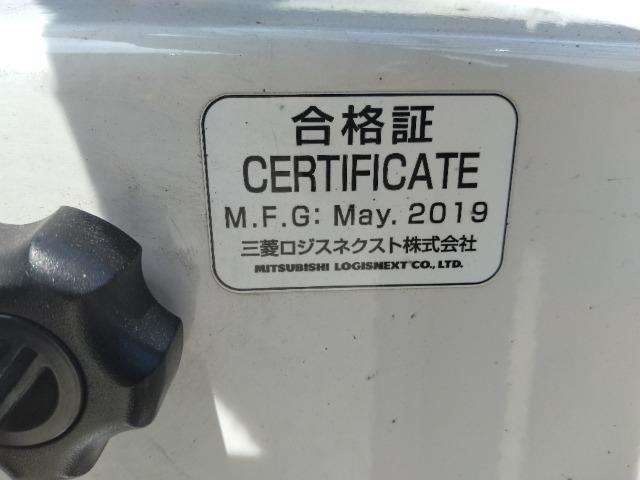 合格証
CERTIFICATE
M.F.G: May. 2019
三菱ロジスネクスト株式会社
MITSUBISHI LOGISNEXT CO., LTD.